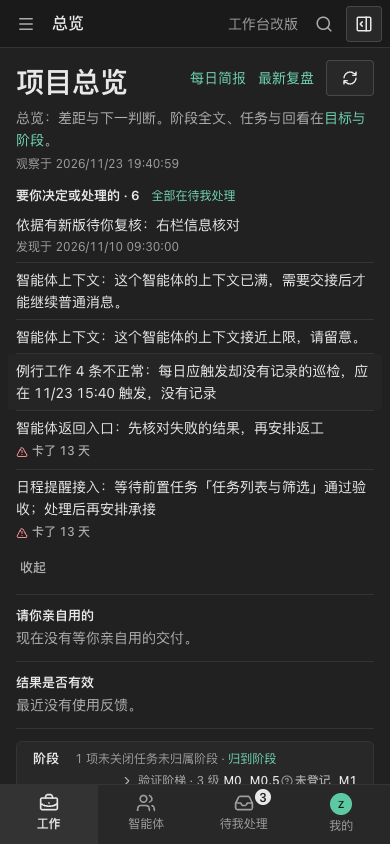 总览
工作台改版
项目总览
每日简报 最新复盘
总览：差距与下一判断。阶段全文、任务与回看在目标与
阶段。
观察于 2026/11/23 19:40:59
要你决定或处理的 · 6 全部在待我处理
依据有新版待你复核：右栏信息核对
发现于 2026/11/10 09:30:00
智能体上下文：这个智能体的上下文已满，需要交接后才
能继续普通消息。
智能体上下文：这个智能体的上下文接近上限，请留意。
例行工作 4 条不正常：每日应触发却没有记录的巡检，应
在 11/23 15:40 触发，没有记录
智能体返回入口：先核对失败的结果，再安排返工
卡了 13 天
日程提醒接入：等待前置任务「任务列表与筛选」通过验
收；处理后再安排承接
卡了 13 天
收起
请你亲自用的
现在没有等你亲自用的交付。
结果是否有效
最近没有使用反馈。
阶段 1 项未关闭任务未归属阶段 · 归到阶段
验证阶梯 · 3 级 M0 M0.5 未登记 M1
工作
智能体
3
待我处理
z
我的